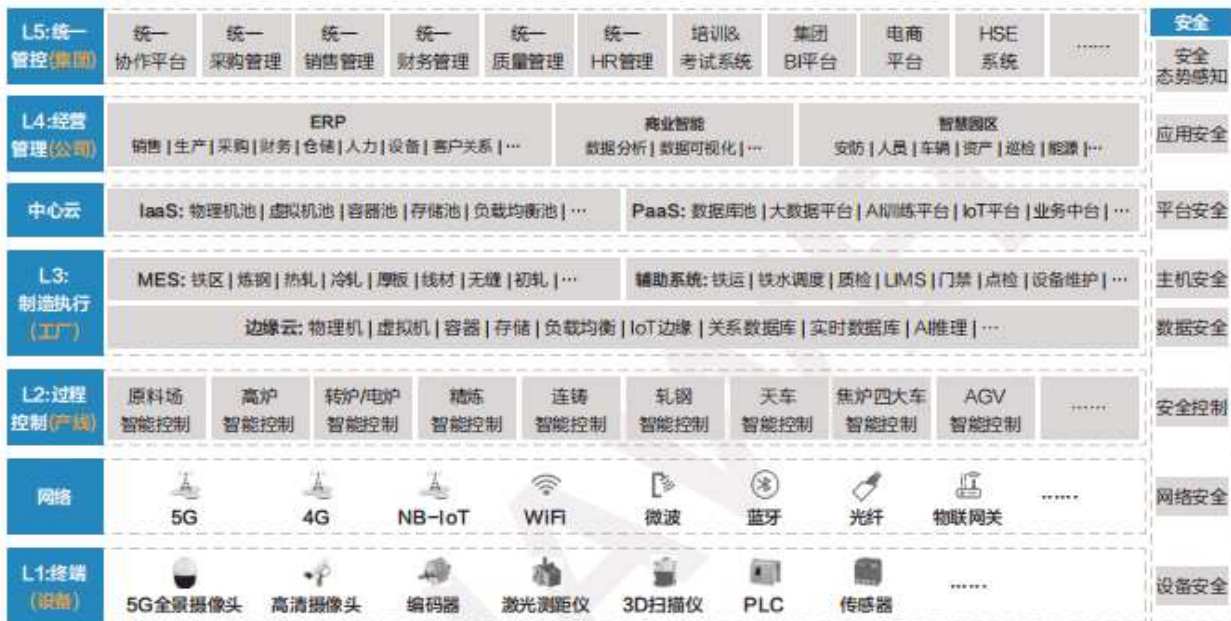 L5:统一
管控(集团)
统一
协作平台
统一
采购管理
统一
销售管理
统一
财务管理
统一
质量管理
统一
HR管理
培训&
考试系统
集团
BI平台
电商
平台
HSE
系统
……
安全
安全
态势感知
L4:经营
管理(公司)
ERP
销售|生产|采购|财务|仓储|人力|设备|客户关系|…
商业智能
数据分析|数据可视化|…
智慧园区
安防|人员|车辆|资产|巡检|能源|…
应用安全
中心云
IaaS: 物理机池|虚拟机池|容器池|存储池|负载均衡池|…
PaaS: 数据库池|大数据平台|AI训练平台|IoT平台|业务中台|…
平台安全
L3:
制造执行
(工厂)
MES: 铁区|炼钢|热轧|冷轧|厚板|线材|无缝|初轧|…
辅助系统: 铁运|铁水调度|质检|LIMS|门禁|点检|设备维护|…
主机安全
边缘云: 物理机|虚拟机|容器|存储|负载均衡|IoT边缘|关系数据库|实时数据库|AI推理|…
数据安全
L2:过程
控制(产线)
原料场
智能控制
高炉
智能控制
转炉/电炉
智能控制
精炼
智能控制
连铸
智能控制
轧钢
智能控制
天车
智能控制
焦炉四大车
智能控制
AGV
智能控制
……
安全控制
网络
5G
4G
NB-IoT
WiFi
微波
蓝牙
光纤
物联网关
……
网络安全
L1:终端
(设备)
5G全景摄像头
高清摄像头
编码器
激光测距仪
3D扫描仪
PLC
传感器
……
设备安全